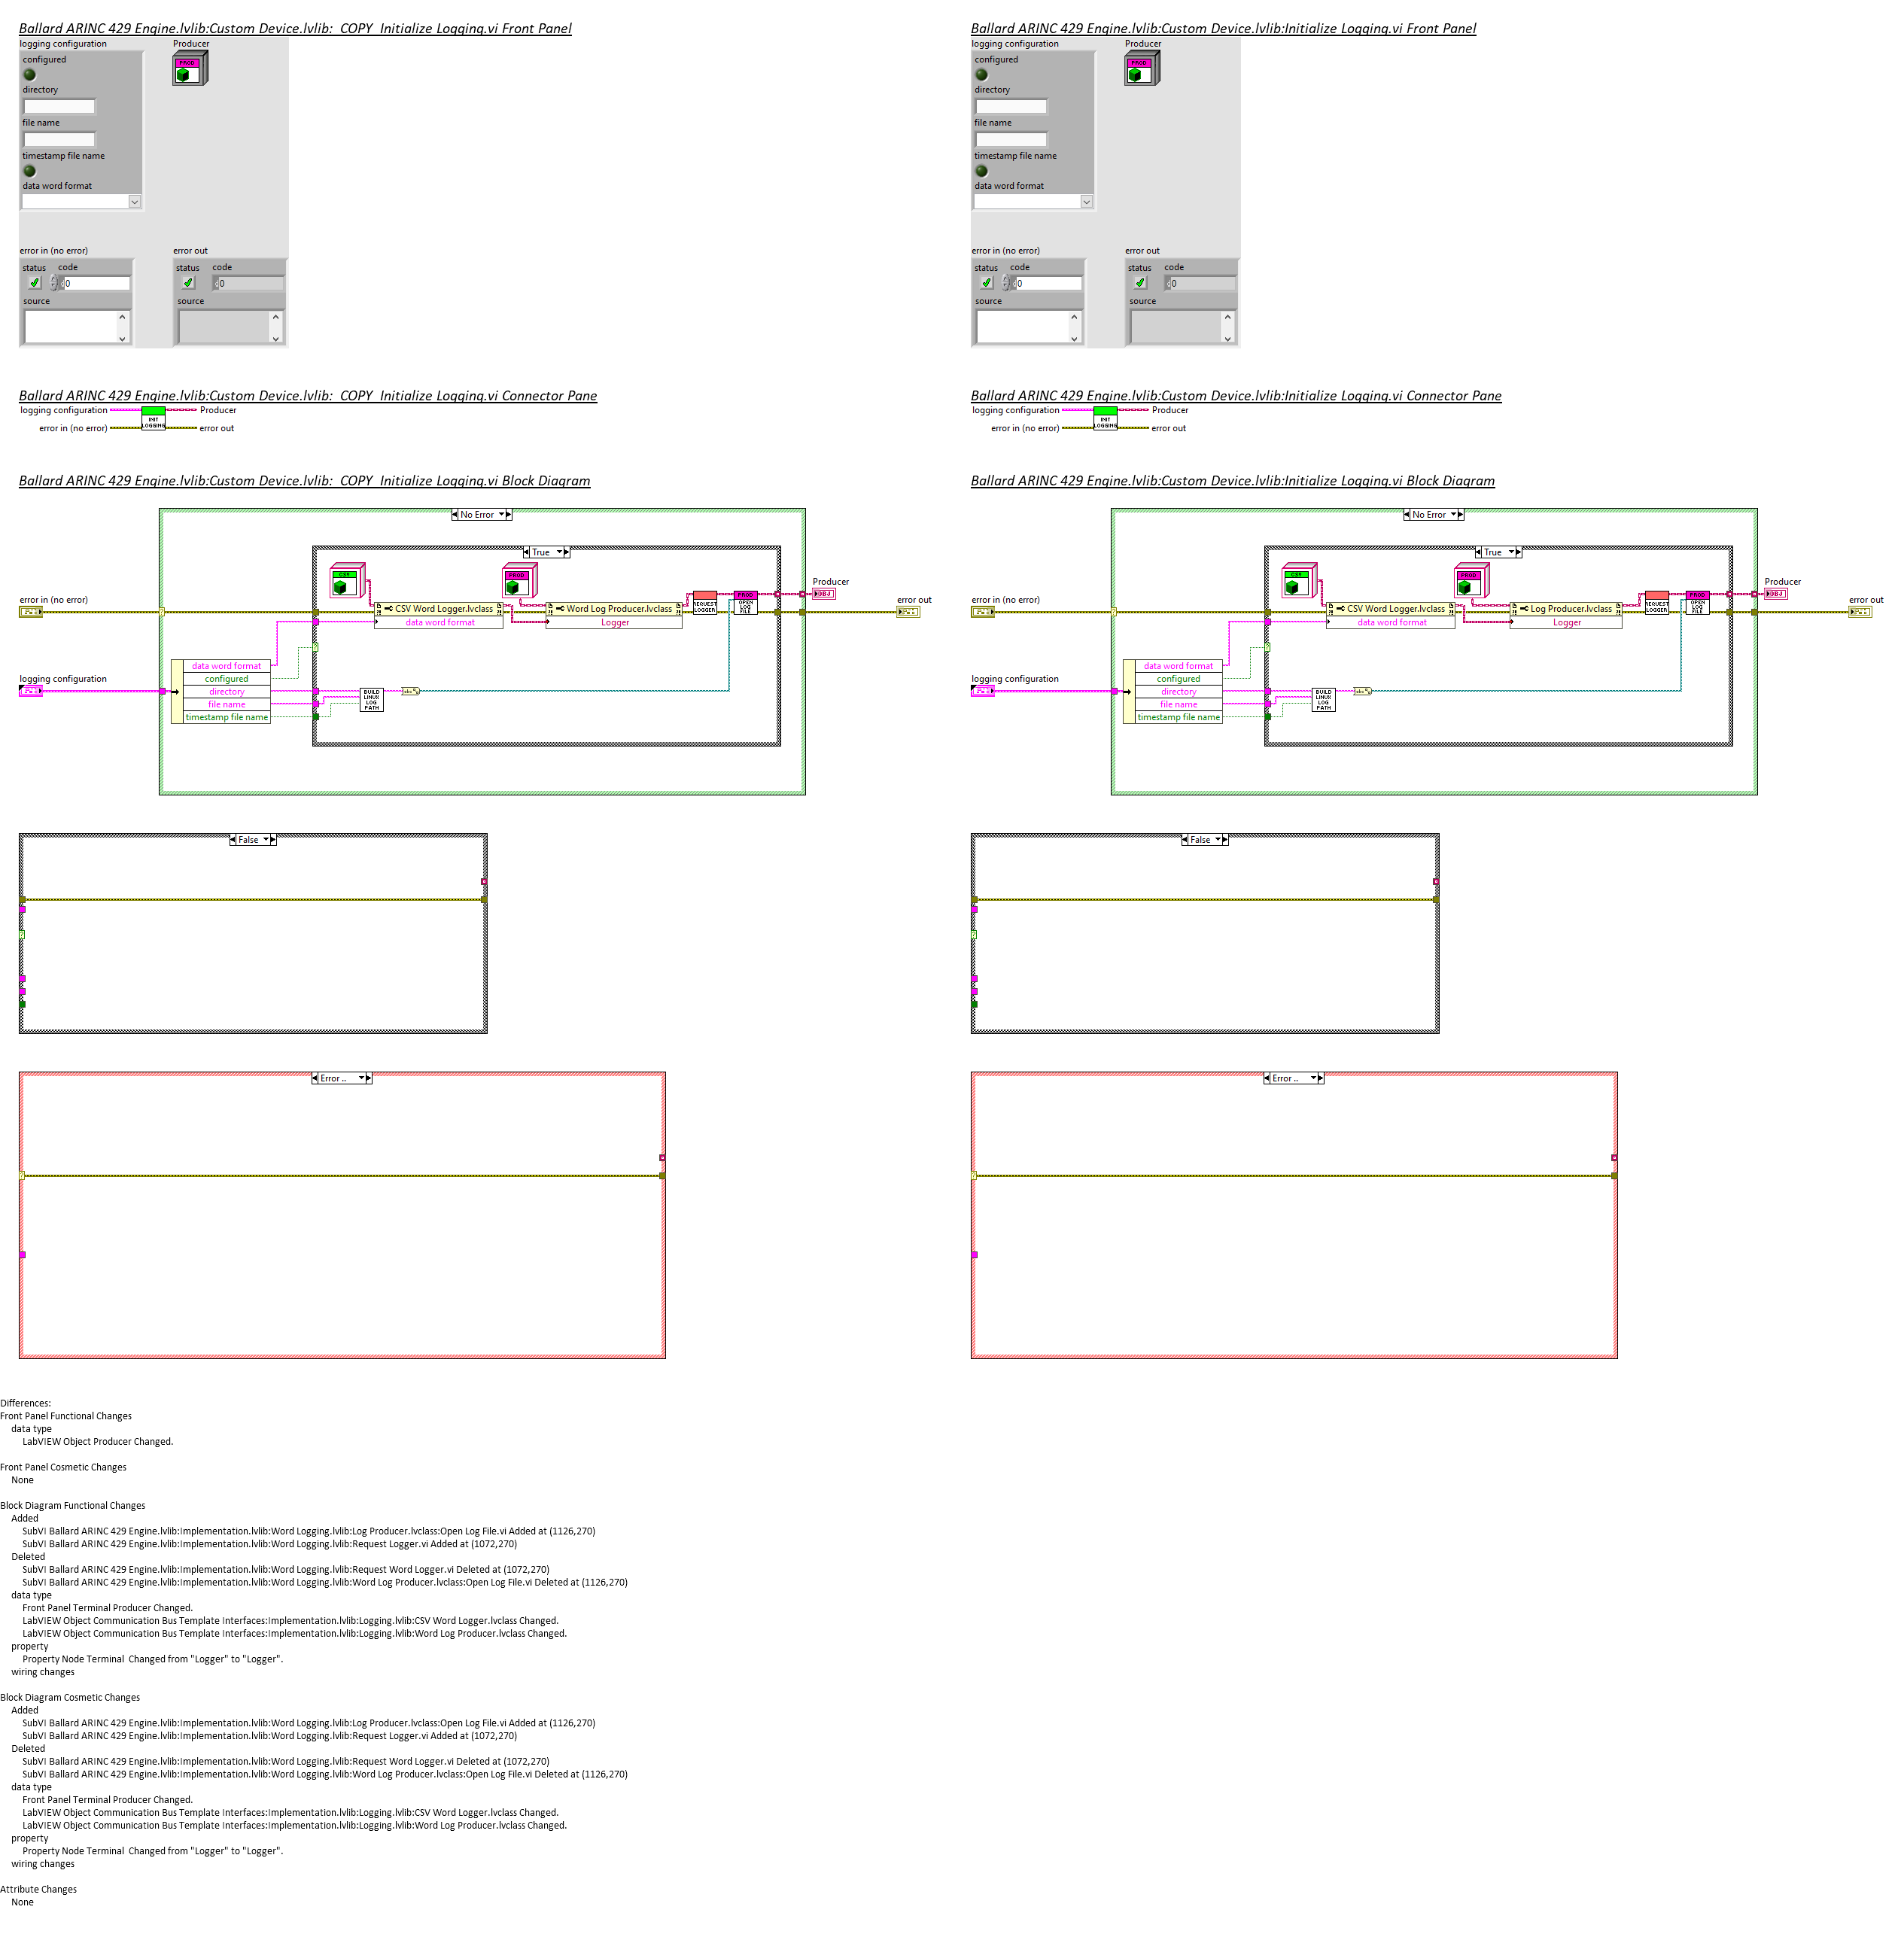 Ballard ARINC 429 Engine.lvlib:Custom Device.lvlib:  COPY  Initialize Logging.vi Front Panel
logging configuration
Producer
configured
PROD
directory
file name
timestamp file name
data word format
error in (no error)
error out
status code
0
source
status code
0
source
Ballard ARINC 429 Engine.lvlib:Custom Device.lvlib:Initialize Logging.vi Front Panel
logging configuration
Producer
configured
PROD
directory
file name
timestamp file name
data word format
error in (no error)
error out
status code
0
source
status code
0
source
Ballard ARINC 429 Engine.lvlib:Custom Device.lvlib:  COPY  Initialize Logging.vi Connector Pane
logging configuration
Producer
INIT
LOGGING
error in (no error)
error out
Ballard ARINC 429 Engine.lvlib:Custom Device.lvlib:Initialize Logging.vi Connector Pane
logging configuration
Producer
INIT
LOGGING
error in (no error)
error out
Ballard ARINC 429 Engine.lvlib:Custom Device.lvlib:  COPY  Initialize Logging.vi Block Diagram
No Error
True
CSV
PROD
Producer
OBJ
error in (no error)
CSV Word Logger.lvclass
data word format
Word Log Producer.lvclass
Logger
REQUEST
LOGGER
PROD
OPEN
LOG
FILE
error out
logging configuration
data word format
configured
directory
file name
timestamp file name
BUILD
LINUX
LOG
PATH
False
Error ..
Ballard ARINC 429 Engine.lvlib:Custom Device.lvlib:Initialize Logging.vi Block Diagram
No Error
True
CSV
PROD
Producer
OBJ
error in (no error)
CSV Word Logger.lvclass
data word format
Log Producer.lvclass
Logger
REQUEST
LOGGER
PROD
OPEN
LOG
FILE
error out
logging configuration
data word format
configured
directory
file name
timestamp file name
BUILD
LINUX
LOG
PATH
False
Error ..
Differences:
Front Panel Functional Changes
data type
LabVIEW Object Producer Changed.
Front Panel Cosmetic Changes
None
Block Diagram Functional Changes
Added
SubVI Ballard ARINC 429 Engine.lvlib:Implementation.lvlib:Word Logging.lvlib:Log Producer.lvclass:Open Log File.vi Added at (1126,270)
SubVI Ballard ARINC 429 Engine.lvlib:Implementation.lvlib:Word Logging.lvlib:Request Logger.vi Added at (1072,270)
Deleted
SubVI Ballard ARINC 429 Engine.lvlib:Implementation.lvlib:Word Logging.lvlib:Request Word Logger.vi Deleted at (1072,270)
SubVI Ballard ARINC 429 Engine.lvlib:Implementation.lvlib:Word Logging.lvlib:Word Log Producer.lvclass:Open Log File.vi Deleted at (1126,270)
data type
Front Panel Terminal Producer Changed.
LabVIEW Object Communication Bus Template Interfaces:Implementation.lvlib:Logging.lvlib:CSV Word Logger.lvclass Changed.
LabVIEW Object Communication Bus Template Interfaces:Implementation.lvlib:Logging.lvlib:Word Log Producer.lvclass Changed.
property
Property Node Terminal  Changed from "Logger" to "Logger".
wiring changes
Block Diagram Cosmetic Changes
Added
SubVI Ballard ARINC 429 Engine.lvlib:Implementation.lvlib:Word Logging.lvlib:Log Producer.lvclass:Open Log File.vi Added at (1126,270)
SubVI Ballard ARINC 429 Engine.lvlib:Implementation.lvlib:Word Logging.lvlib:Request Logger.vi Added at (1072,270)
Deleted
SubVI Ballard ARINC 429 Engine.lvlib:Implementation.lvlib:Word Logging.lvlib:Request Word Logger.vi Deleted at (1072,270)
SubVI Ballard ARINC 429 Engine.lvlib:Implementation.lvlib:Word Logging.lvlib:Word Log Producer.lvclass:Open Log File.vi Deleted at (1126,270)
data type
Front Panel Terminal Producer Changed.
LabVIEW Object Communication Bus Template Interfaces:Implementation.lvlib:Logging.lvlib:CSV Word Logger.lvclass Changed.
LabVIEW Object Communication Bus Template Interfaces:Implementation.lvlib:Logging.lvlib:Word Log Producer.lvclass Changed.
property
Property Node Terminal  Changed from "Logger" to "Logger".
wiring changes
Attribute Changes
None